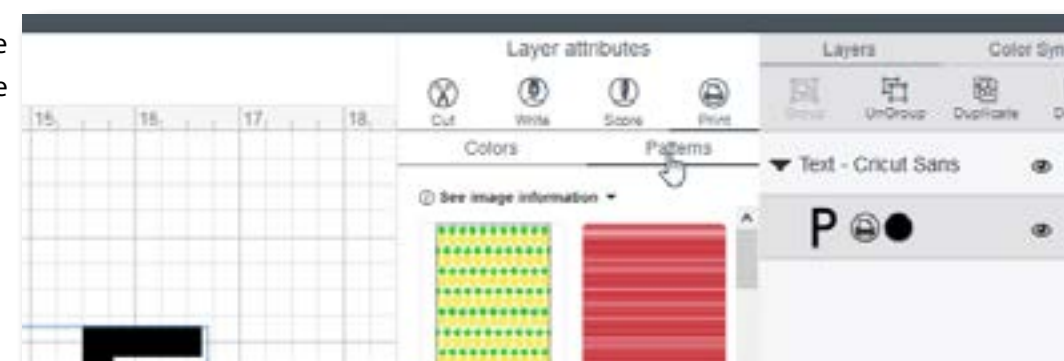 e
e
Layer attributes
Layers
Color Syn
Cut
Write
Score
Print
Group
UnGroup
Duplicate
D
15
16
17
18
Colors
Patterns
Text - Cricut Sans
See image information
P